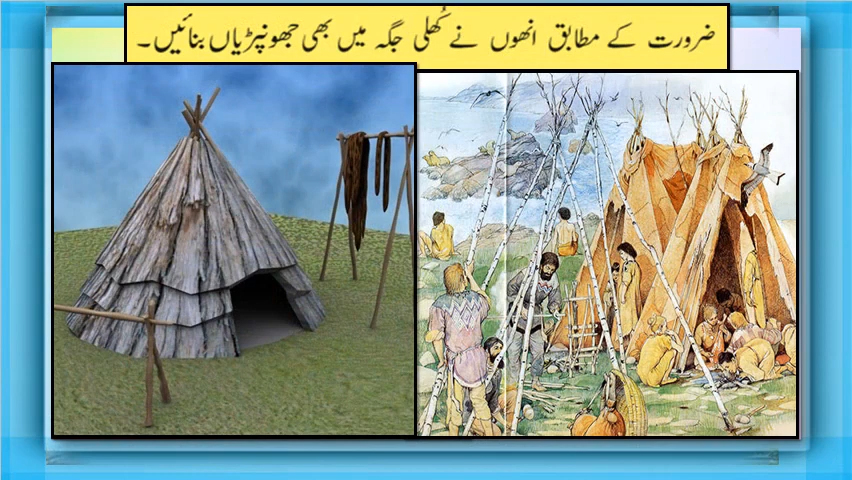 ضرورت کے مطابق انھوں نے کُھلی جگہ میں بھی جھونپڑیاں بنائیں۔